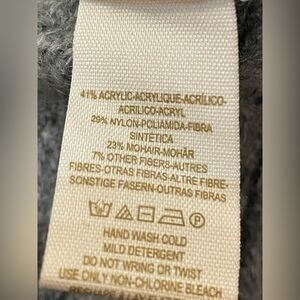 41% ACRYLIC-ACRYLIQUE-ACRÍLICO-
ACRILICO-ACRYL
29% NYLON-POLIAMIDA-FIBRA
SINTÉTICA
23% MOHAIR-MOHÄR
7% OTHER FIBERS-AUTRES
FIBRES-OTRAS FIBRAS-ALTRE FIBRE-
SONSTIGE FASERN-OUTRAS FIBRAS
P
HAND WASH COLD
MILD DETERGENT
DO NOT WRING OR TWIST
USE ONLY NON-CHLORINE BLEACH